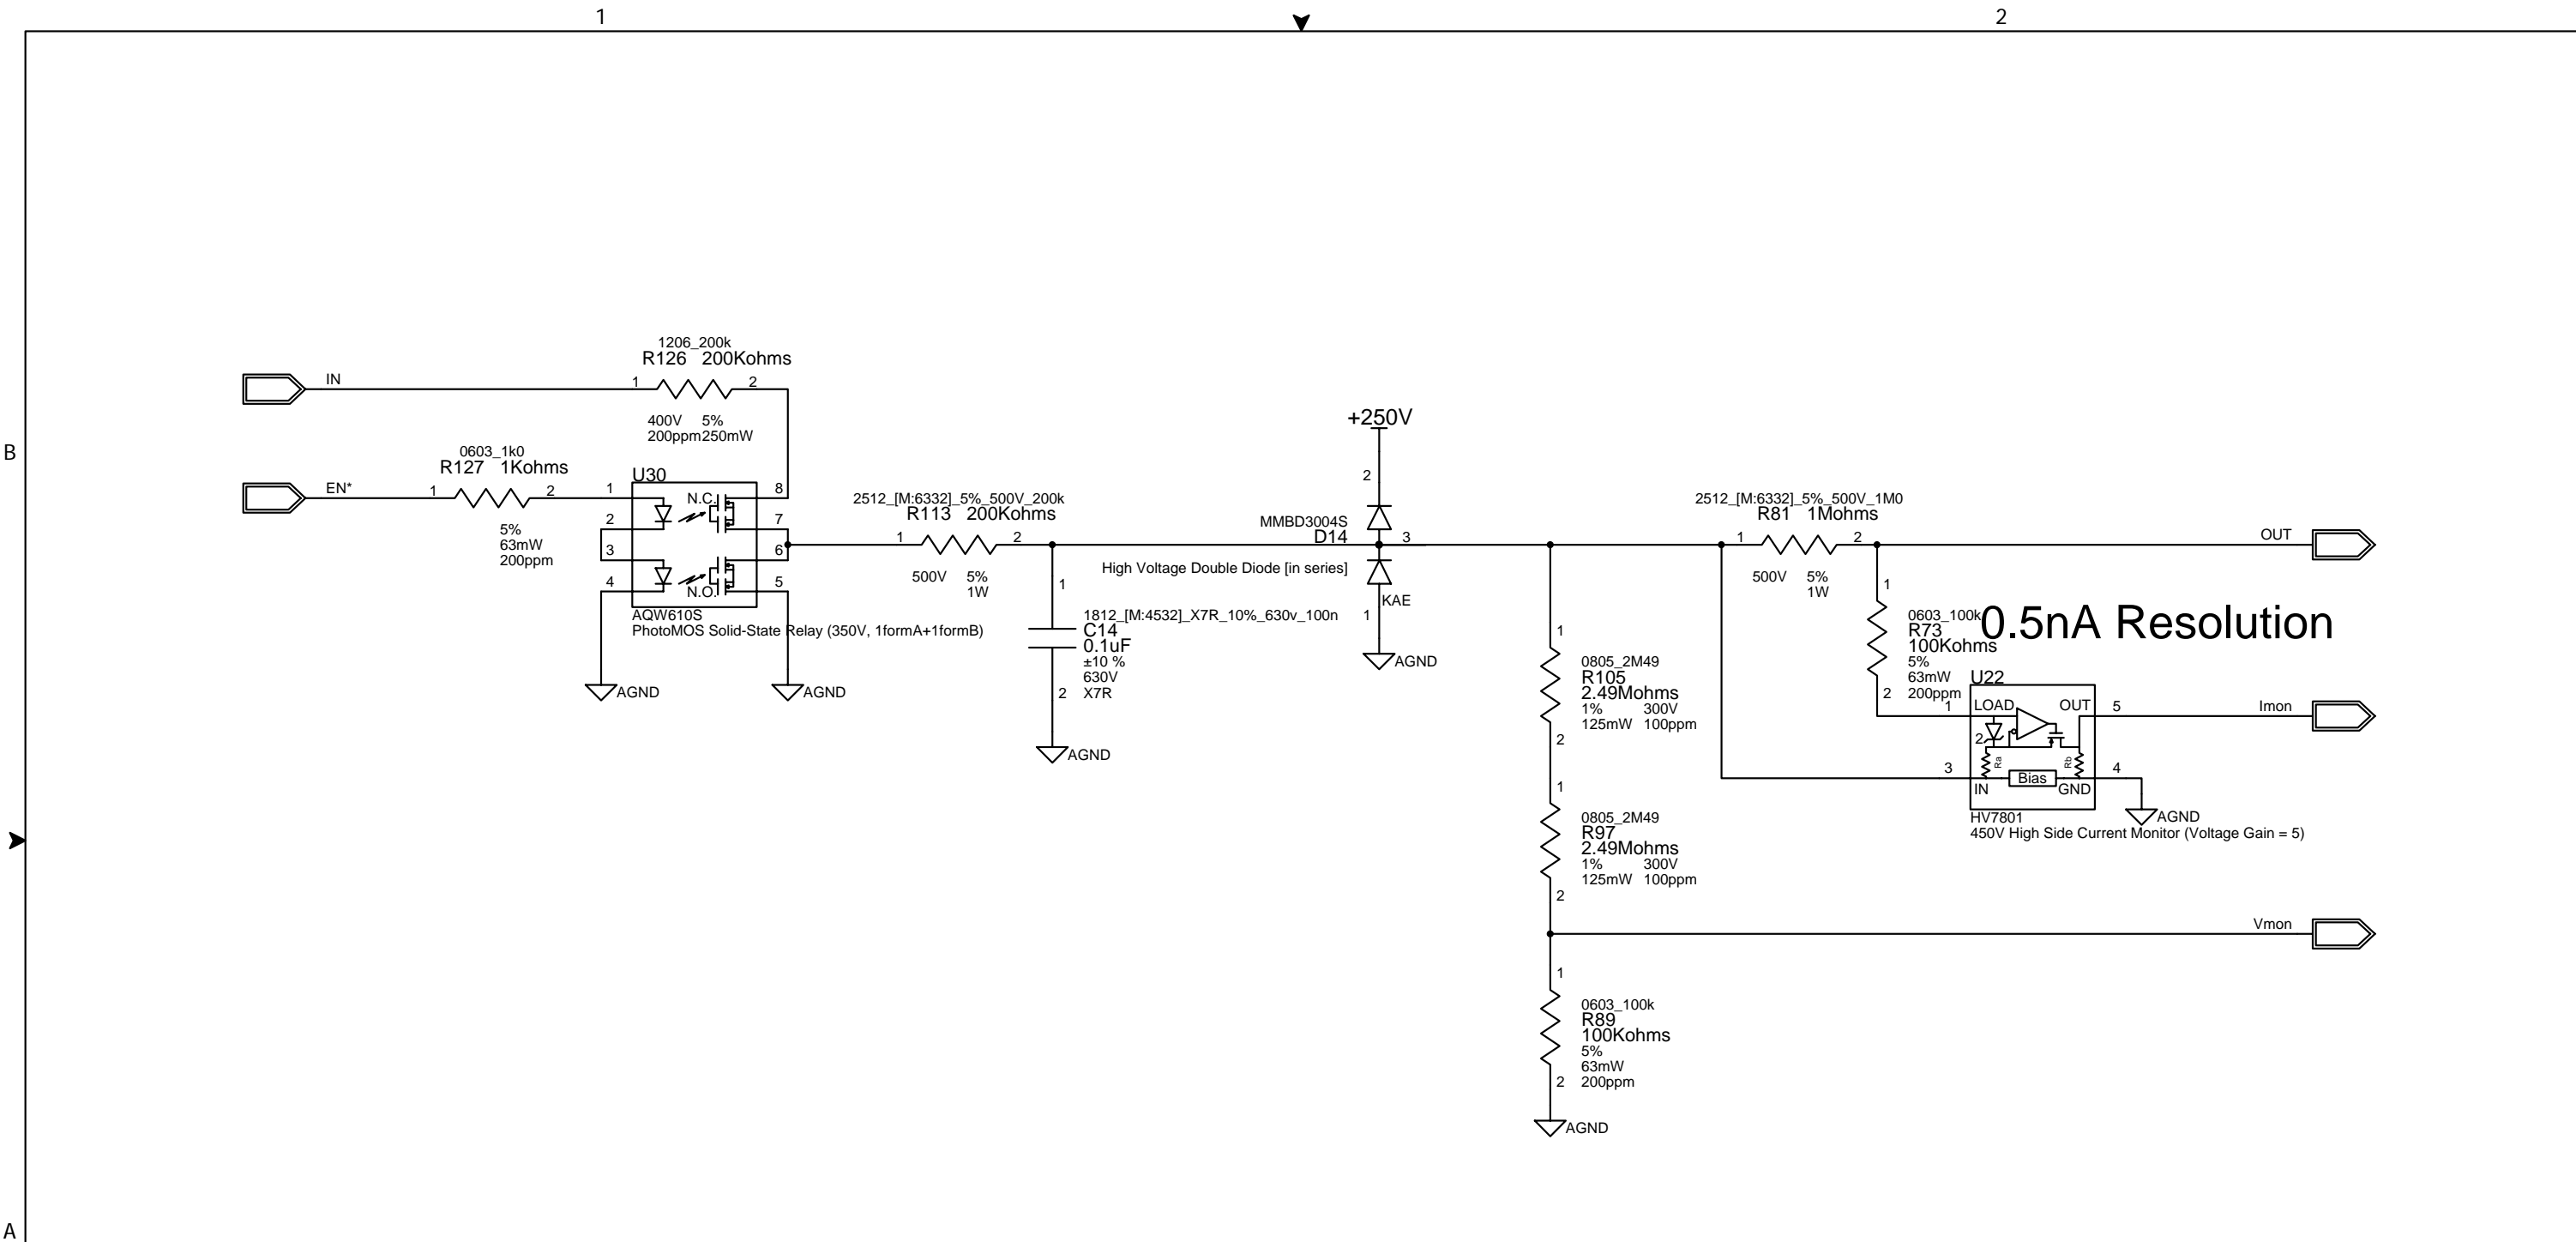 1
2
B
A
1206_200k
R126 200Kohms
IN
1
2
400V 5%
200ppm250mW
0603_1k0
R127 1Kohms
EN*
1
2
5%
63mW
200ppm
U30
1
2
3
4
N.C.
N.O.
8
7
6
5
AQW610S
PhotoMOS Solid-State Relay (350V, 1formA+1formB)
AGND
AGND
2512_[M:6332]_5%_500V_200k
R113 200Kohms
1
2
500V 5%
1W
1
1812_[M:4532]_X7R_10%_630v_100n
C14
0.1uF
±10 %
630V
2
X7R
AGND
+250V
2
MMBD3004S
D14
3
High Voltage Double Diode [in series]
KAE
1
AGND
1
0805_2M49
R105
2.49Mohms
1% 300V
125mW 100ppm
2
1
0805_2M49
R97
2.49Mohms
1% 300V
125mW 100ppm
2
1
0603_100k
R89
100Kohms
5%
63mW
2
200ppm
AGND
2512_[M:6332]_5%_500V_1M0
R81 1Mohms
1
2
500V 5%
1W
OUT
1
0603_100k
R73
100Kohms
5%
63mW
2
200ppm
0.5nA Resolution
U22
1
LOAD
OUT
5
Imon
2
Ra
Rb
3
Bias
4
IN
GND
AGND
HV7801
450V High Side Current Monitor (Voltage Gain = 5)
Vmon